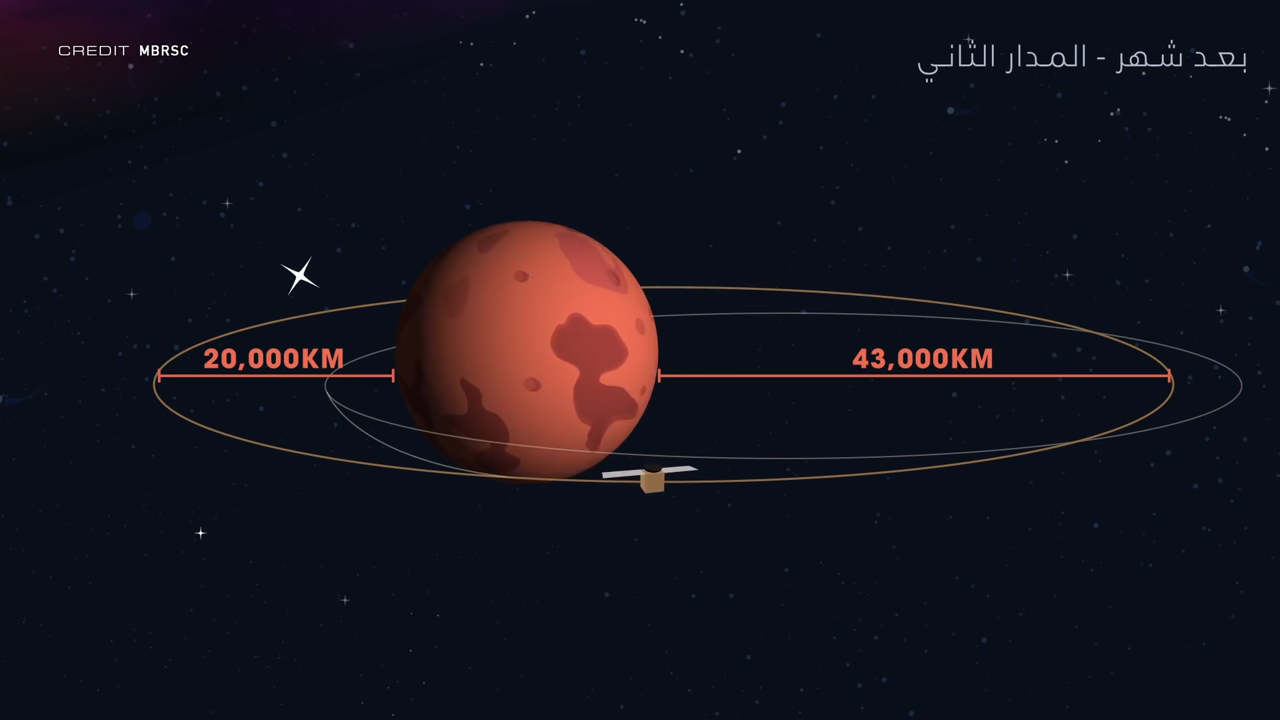 CREDIT MBRSC
بعد شهر - المدار الثاني
20,000KM
43,000KM